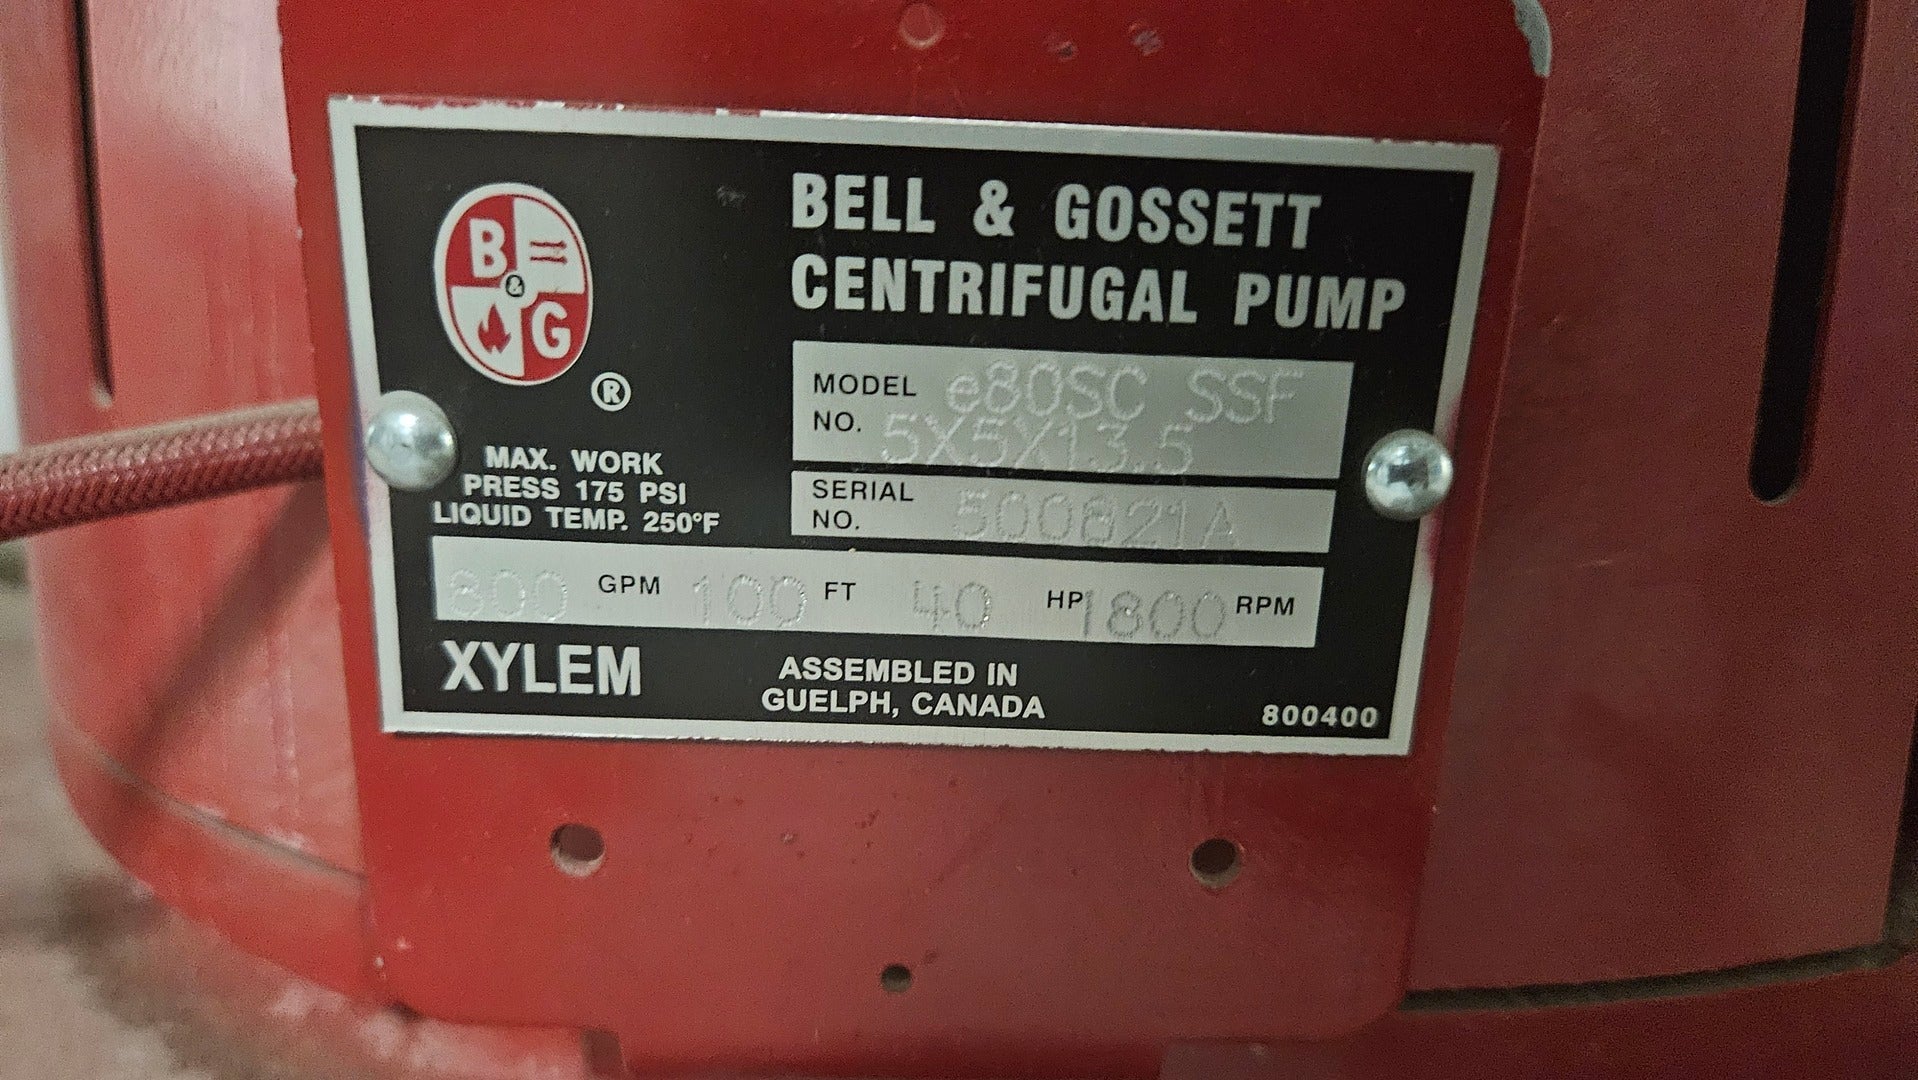 B
&
G
®
BELL & GOSSETT
CENTRIFUGAL PUMP
MODEL NO. e80SC SSF
5X5X13.5
MAX. WORK
PRESS 175 PSI
LIQUID TEMP. 250°F
SERIAL NO. 500821A
800 GPM 100 FT 40 HP 1800 RPM
XYLEM
ASSEMBLED IN
GUELPH, CANADA
800400